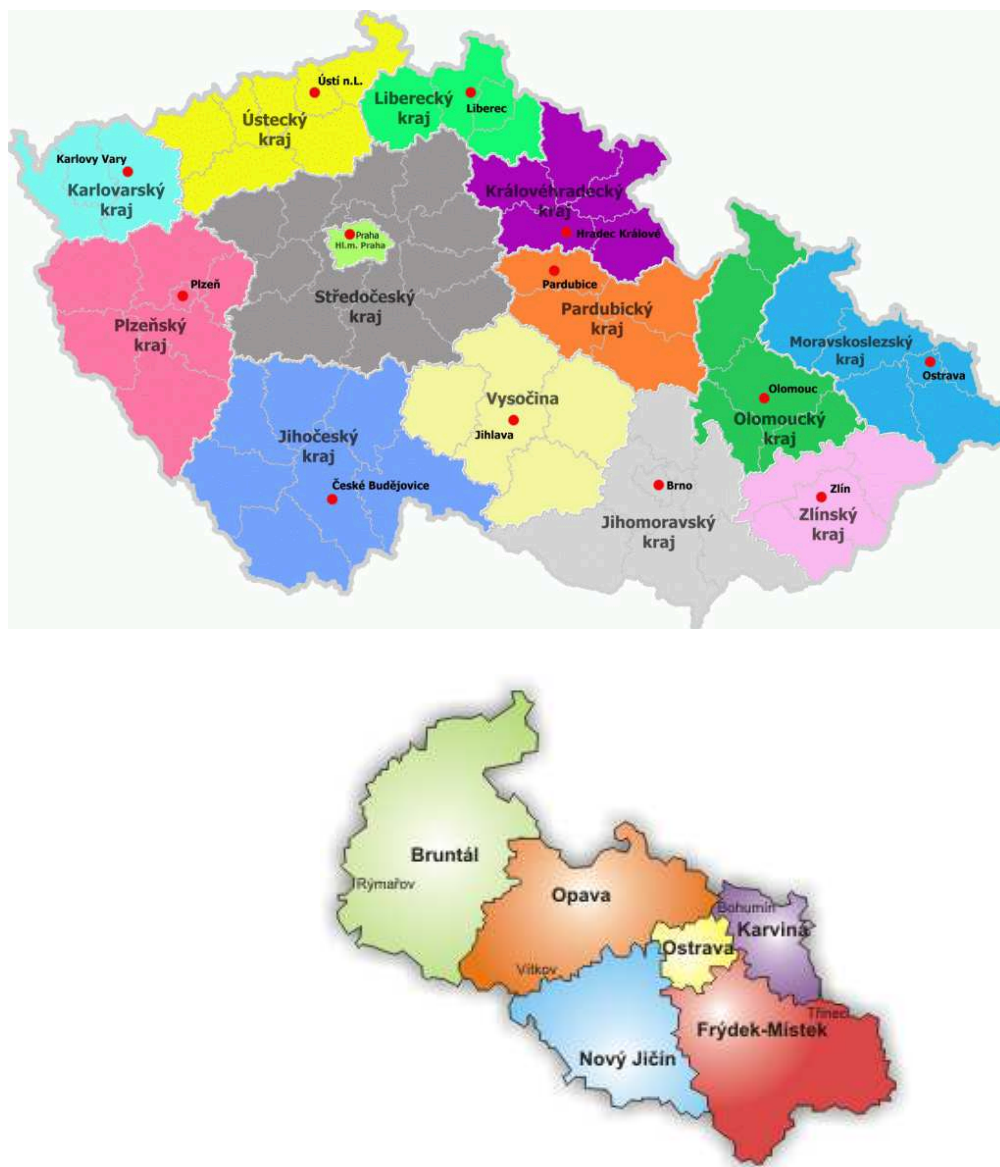 Ústí n.L.
Ústecký
kraj
Liberecký
kraj
Liberec
Karlovy Vary
Karlovarský
kraj
Královéhradecký
kraj
Hradec Králové
Praha
Hl.m. Praha
Plzeň
Plzeňský
kraj
Středočeský
kraj
Pardubice
Pardubický
kraj
Moravskoslezský
kraj
Ostrava
Olomouc
Olomoucký
kraj
Vysočina
Jihlava
Jihočeský
kraj
České Budějovice
Brno
Jihomoravský
kraj
Zlín
Zlínský
kraj
Bruntál
Rýmařov
Opava
Bohumín
Karviná
Ostrava
Vítkov
Třinec
Frýdek-Místek
Nový Jičín